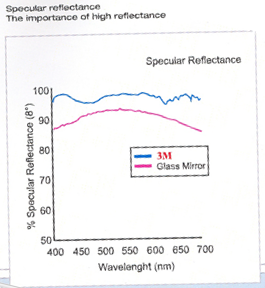 Specular reflectance
The importance of high reflectance
Specular Reflectance
% Specular Reflectance (8°)
100
90
80
70
60
50
3M
Glass Mirror
400 450 500 550 600 650 700
Wavelenght (nm)